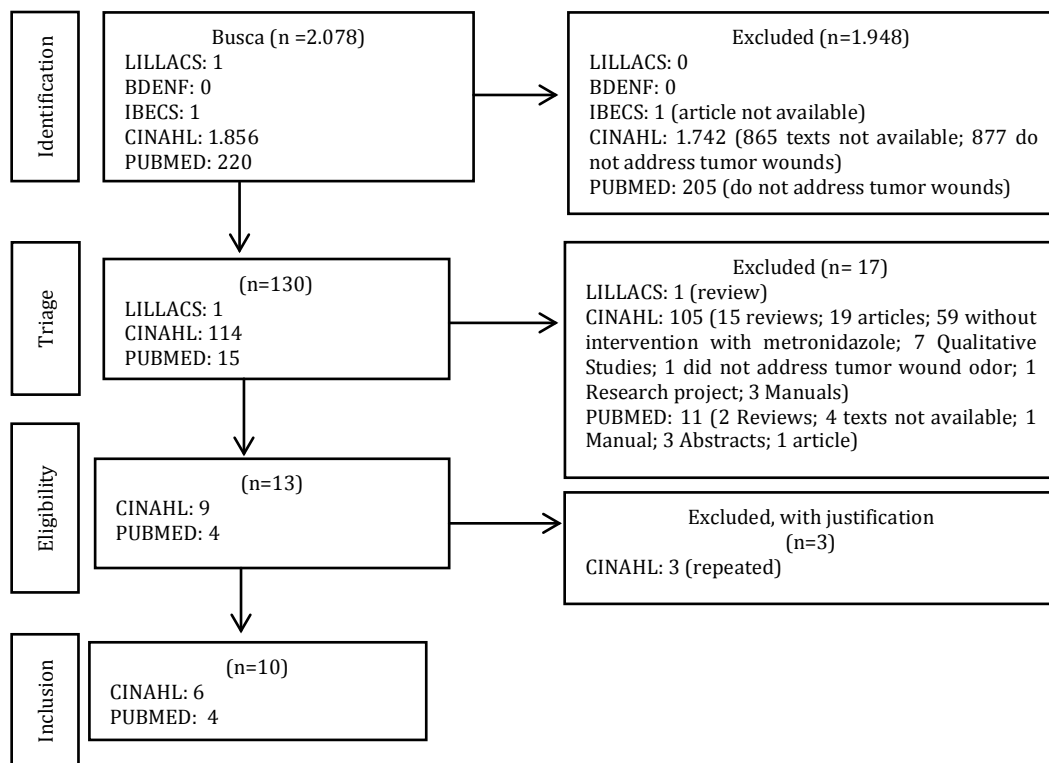 Identification
Busca (n =2.078)
LILLACS: 1
BDENF: 0
IBECS: 1
CINAHL: 1.856
PUBMED: 220
Excluded (n=1.948)
LILLACS: 0
BDENF: 0
IBECS: 1 (article not available)
CINAHL: 1.742 (865 texts not available; 877 do
not address tumor wounds)
PUBMED: 205 (do not address tumor wounds)
Triage
(n=130)
LILLACS: 1
CINAHL: 114
PUBMED: 15
Excluded (n= 17)
LILLACS: 1 (review)
CINAHL: 105 (15 reviews; 19 articles; 59 without
intervention with metronidazole; 7 Qualitative
Studies; 1 did not address tumor wound odor; 1
Research project; 3 Manuals)
PUBMED: 11 (2 Reviews; 4 texts not available; 1
Manual; 3 Abstracts; 1 article)
Eligibility
(n=13)
CINAHL: 9
PUBMED: 4
Excluded, with justification
(n=3)
CINAHL: 3 (repeated)
Inclusion
(n=10)
CINAHL: 6
PUBMED: 4